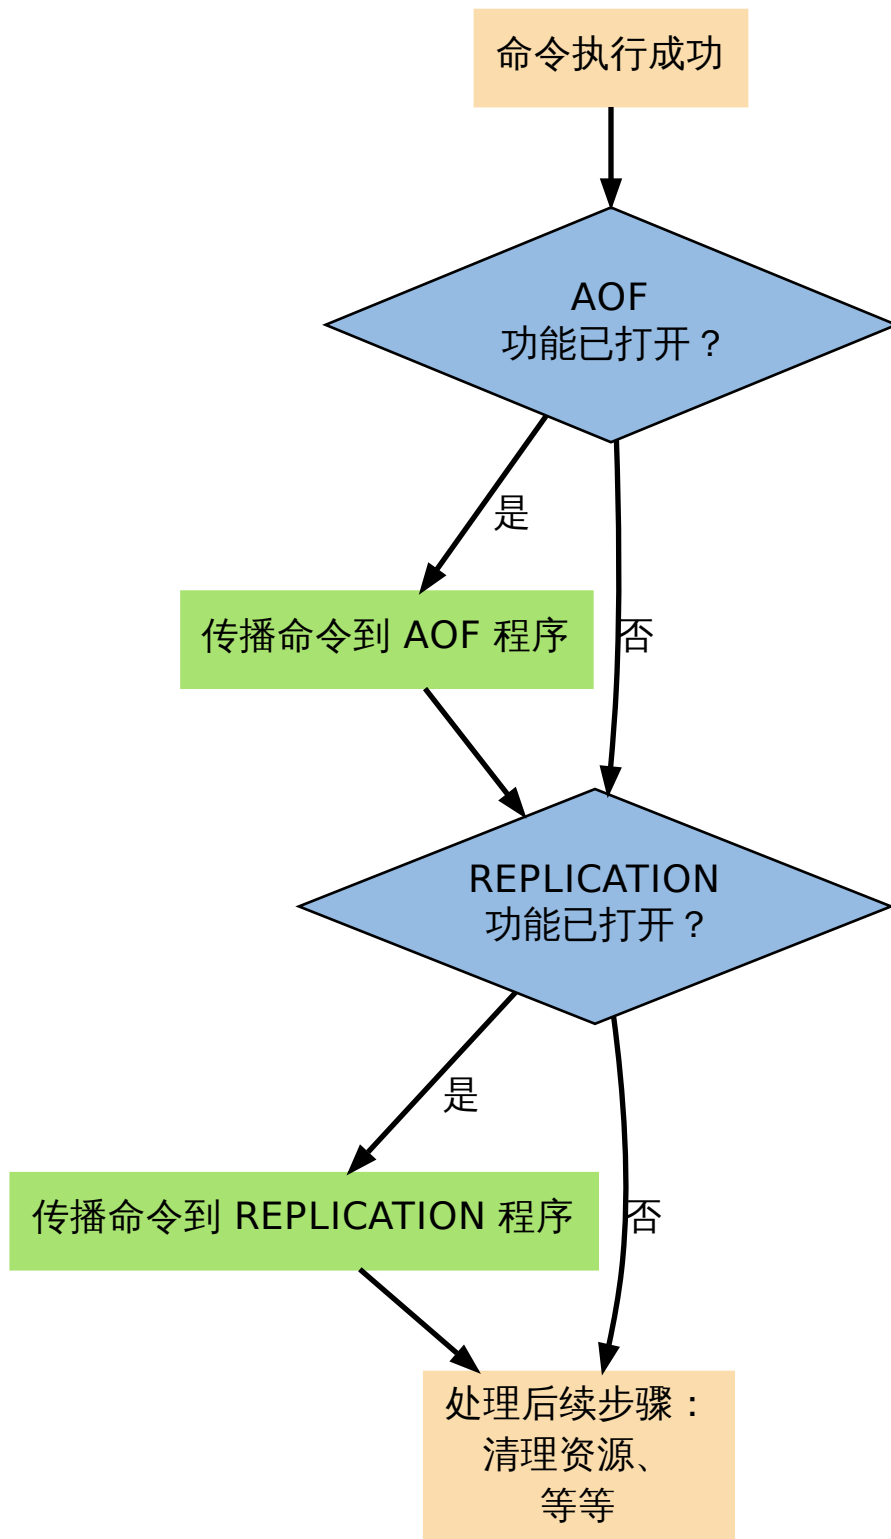 命令执行成功
AOF
功能已打开？
是
传播命令到 AOF 程序
否
REPLICATION
功能已打开？
是
传播命令到 REPLICATION 程序
否
处理后续步骤：
清理资源、
等等